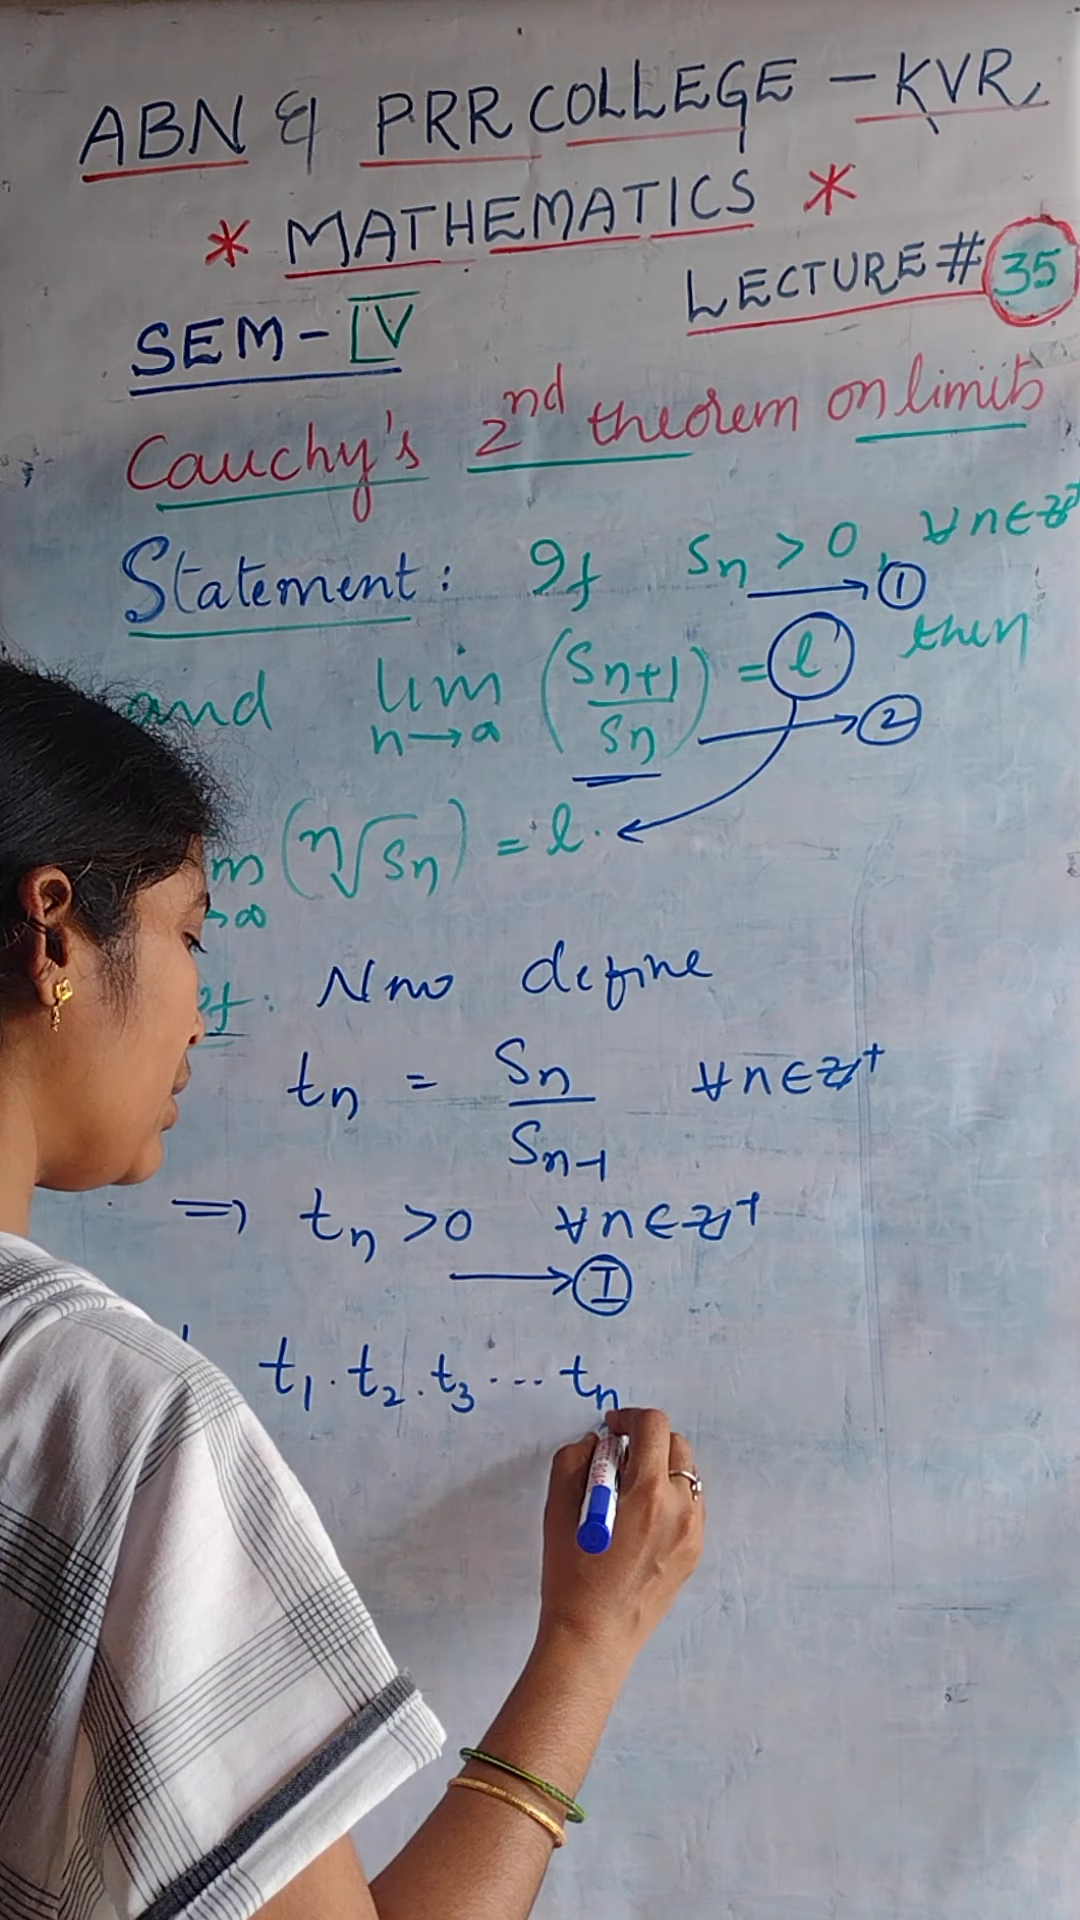 ABN & PRR COLLEGE - KVR
* MATHEMATICS *
LECTURE # 35
SEM - IV
Cauchy's 2nd theorem on limits
Statement: If Sn > 0, ∀n∈Z+ → ①
and lim n→∞ (Sn+1/Sn) = l then → ②
m →∞ (n√Sn) = l.
f: Now define
tn = Sn/Sn-1 ∀n∈Z+
⇒ tn > 0 ∀n∈Z+
→ Ⓘ
t1 . t2 . t3 ... tn